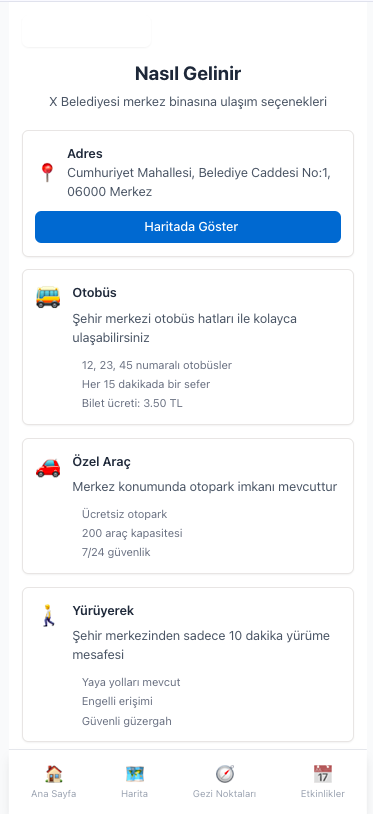 Nasıl Gelinir
X Belediyesi merkez binasına ulaşım seçenekleri
Adres
Cumhuriyet Mahallesi, Belediye Caddesi No:1,
06000 Merkez
Haritada Göster
Otobüs
Şehir merkezi otobüs hatları ile kolayca
ulaşabilirsiniz
12, 23, 45 numaralı otobüsler
Her 15 dakikada bir sefer
Bilet ücreti: 3.50 TL
Özel Araç
Merkez konumunda otopark imkanı mevcuttur
Ücretsiz otopark
200 araç kapasitesi
7/24 güvenlik
Yürüyerek
Şehir merkezinden sadece 10 dakika yürüme
mesafesi
Yaya yolları mevcut
Engelli erişimi
Güvenli güzergah
Ana Sayfa
Harita
Gezi Noktaları
Etkinlikler